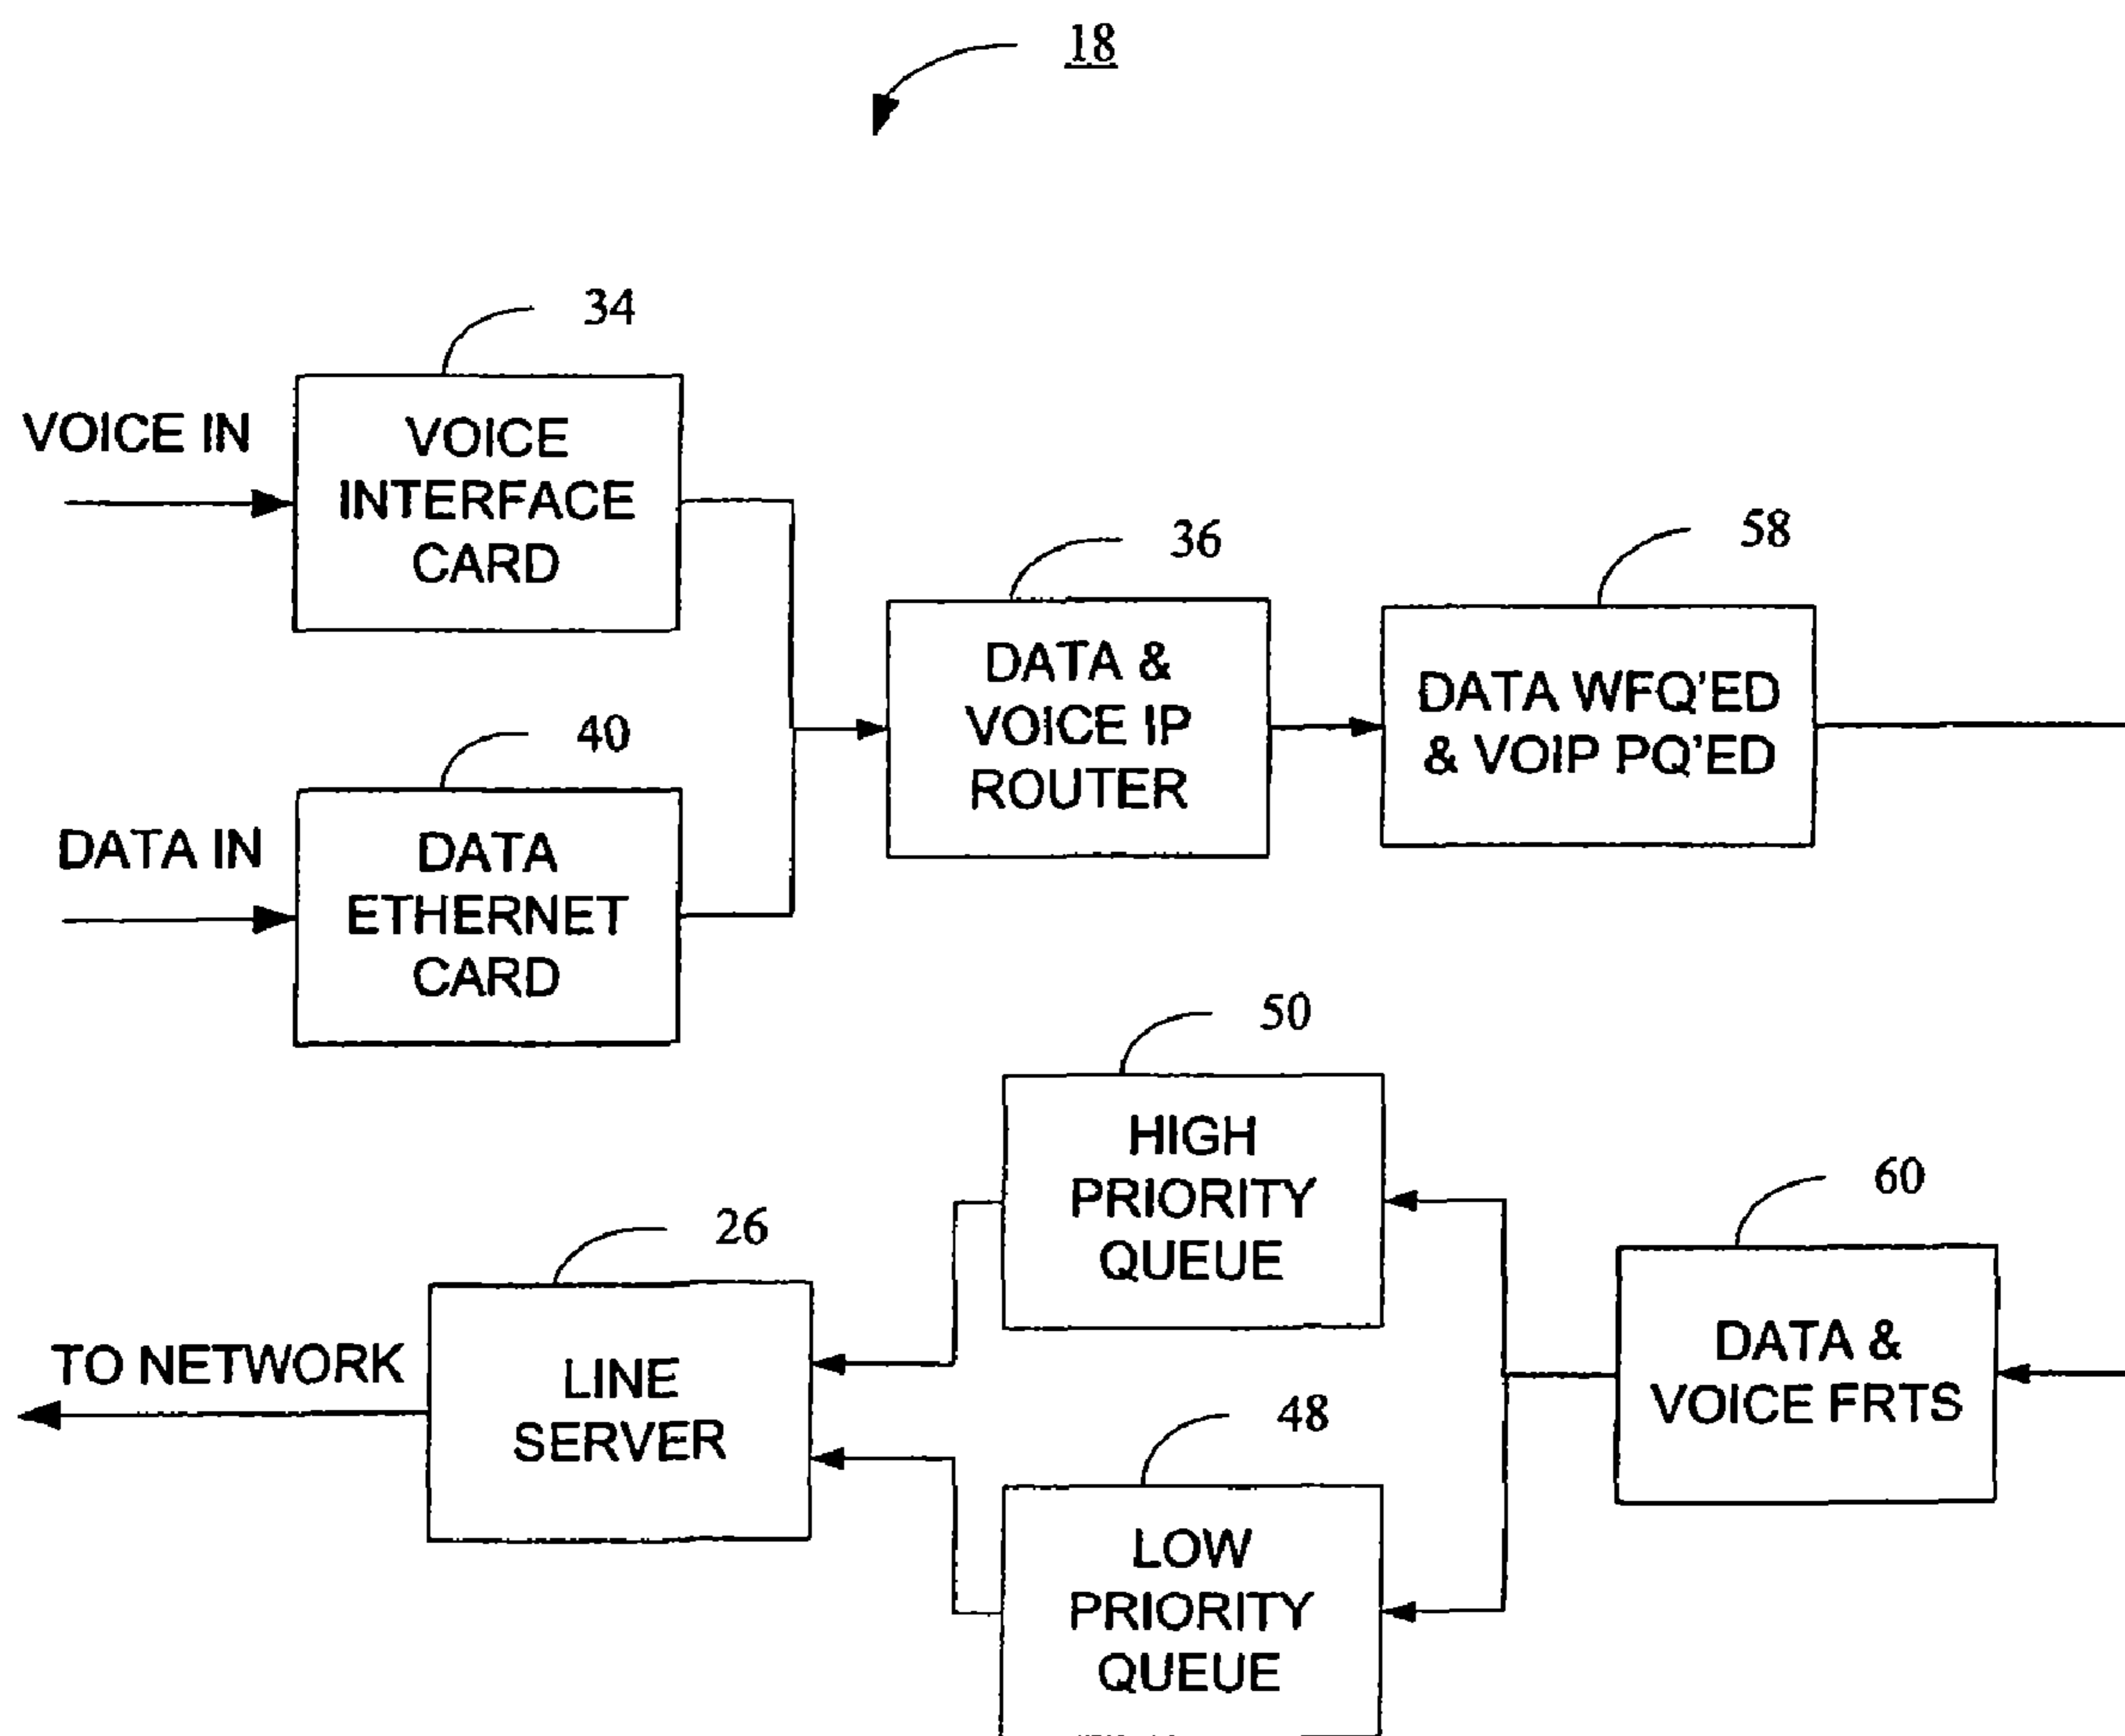 18
34
VOICE IN
VOICE
INTERFACE
CARD
36
58
DATA &
VOICE IP
ROUTER
DATA WFQ'ED
& VOIP PQ'ED
40
DATA IN
DATA
ETHERNET
CARD
50
HIGH
PRIORITY
QUEUE
60
DATA &
VOICE FRTS
26
TO NETWORK
LINE
SERVER
48
LOW
PRIORITY
QUEUE